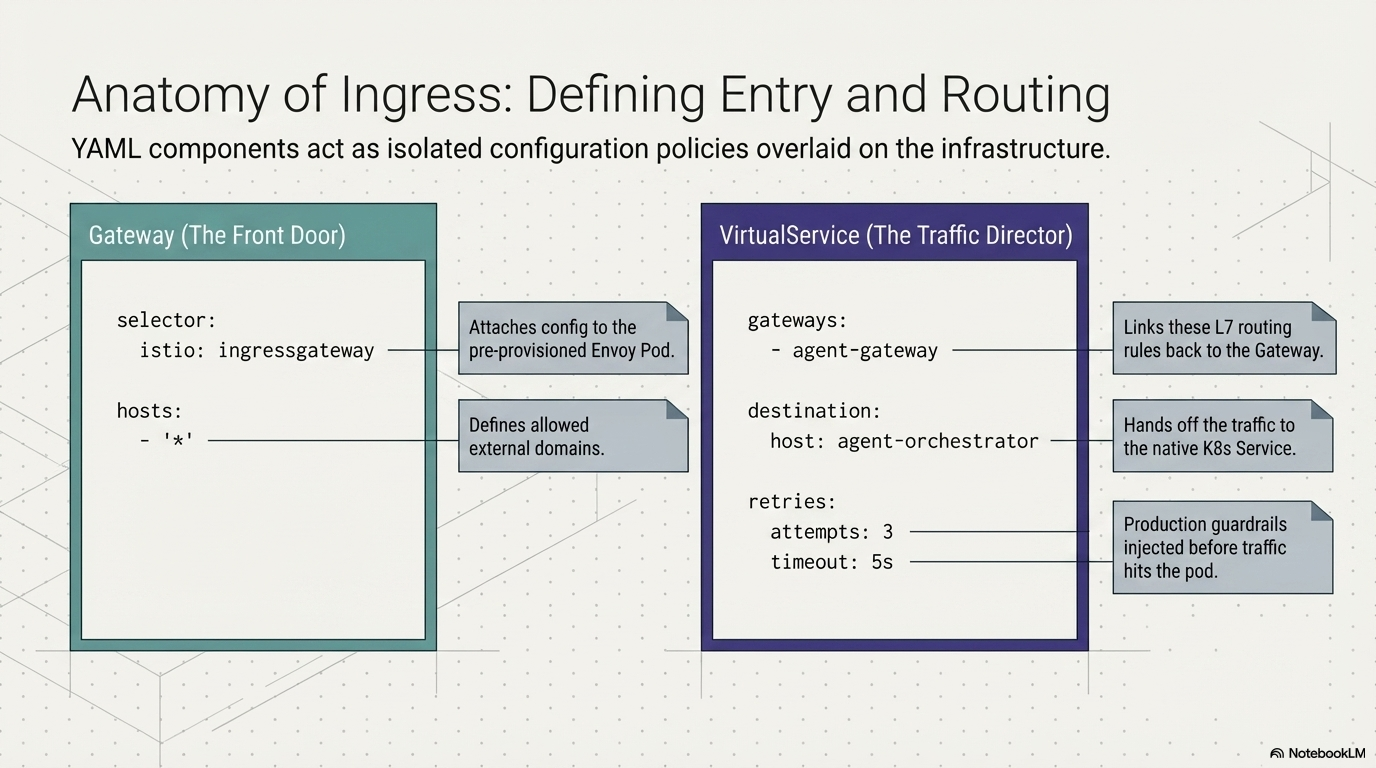 Anatomy of Ingress: Defining Entry and Routing
YAML components act as isolated configuration policies overlaid on the infrastructure.
Gateway (The Front Door)
selector:
  istio: ingressgateway
Attaches config to the
pre-provisioned Envoy Pod.
hosts:
  - '*'
Defines allowed
external domains.
VirtualService (The Traffic Director)
gateways:
  - agent-gateway
Links these L7 routing
rules back to the Gateway.
destination:
  host: agent-orchestrator
Hands off the traffic to
the native K8s Service.
retries:
  attempts: 3
  timeout: 5s
Production guardrails
injected before traffic
hits the pod.
NotebookLM